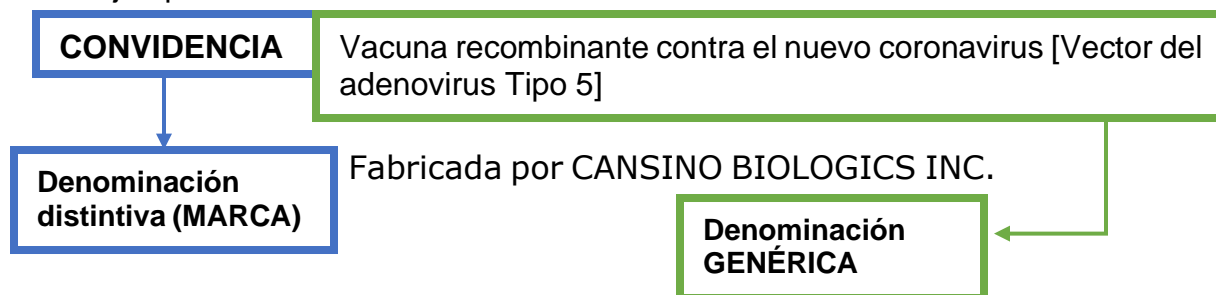 CONVIDENCIA
Vacuna recombinante contra el nuevo coronavirus [Vector del
adenovirus Tipo 5]
Denominación
distintiva (MARCA)
Fabricada por CANSINO BIOLOGICS INC.
Denominación
GENÉRICA